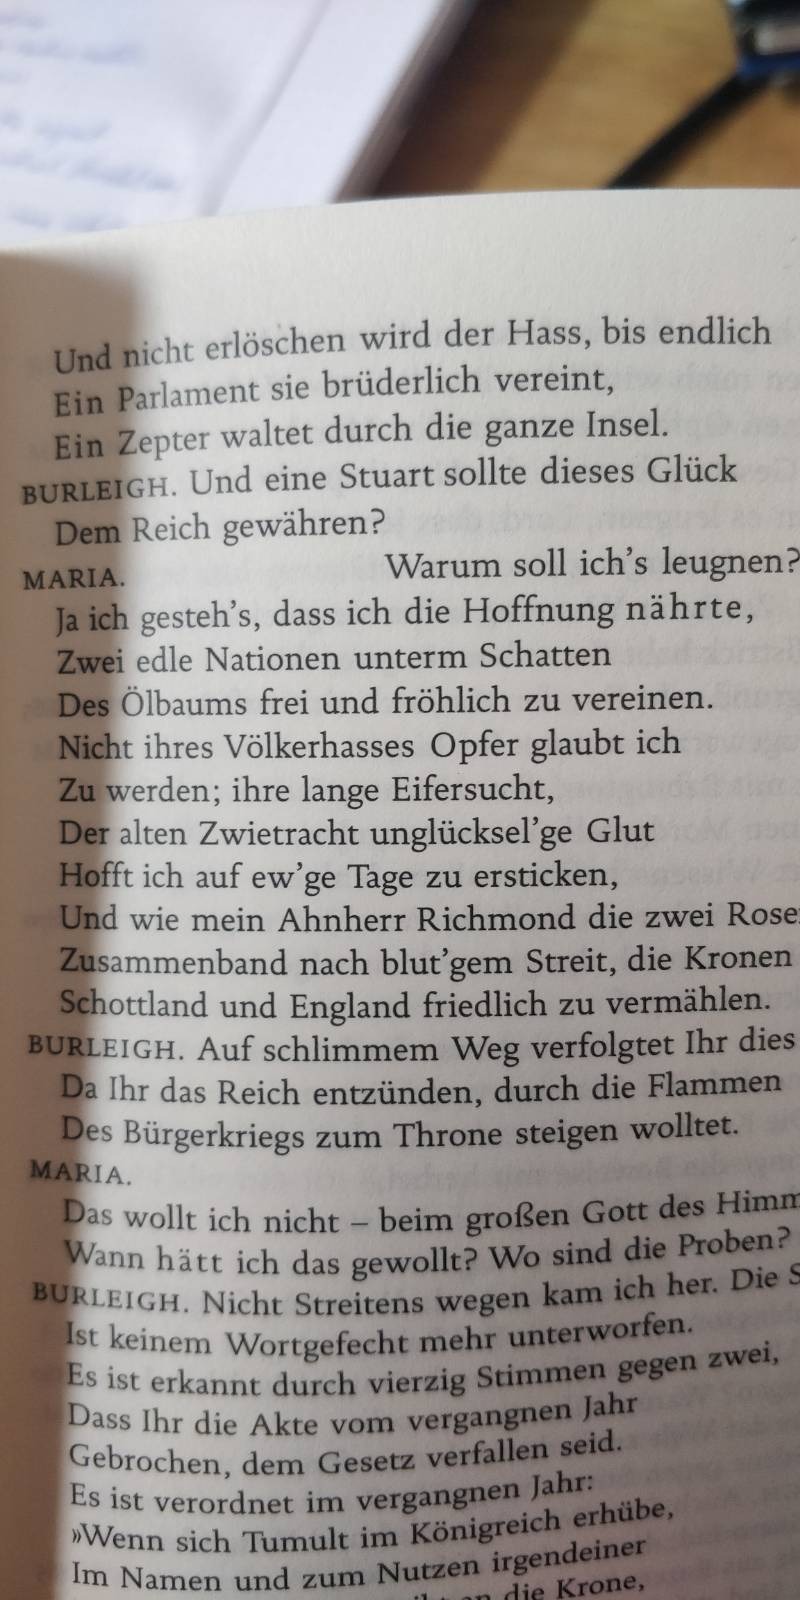 Und nicht erlöschen wird der Hass, bis endlich
Ein Parlament sie brüderlich vereint,
Ein Zepter waltet durch die ganze Insel.
BURLEIGH. Und eine Stuart sollte dieses Glück
Dem Reich gewähren?
MARIA. Warum soll ich's leugnen?
Ja ich gesteh's, dass ich die Hoffnung nährte,
Zwei edle Nationen unterm Schatten
Des Ölbaums frei und fröhlich zu vereinen.
Nicht ihres Völkerhasses Opfer glaubt ich
Zu werden; ihre lange Eifersucht,
Der alten Zwietracht unglücksel'ge Glut
Hofft ich auf ew'ge Tage zu ersticken,
Und wie mein Ahnherr Richmond die zwei Rose
Zusammenband nach blut'gem Streit, die Kronen
Schottland und England friedlich zu vermählen.
BURLEIGH. Auf schlimmem Weg verfolgtet Ihr dies
Da Ihr das Reich entzünden, durch die Flammen
Des Bürgerkriegs zum Throne steigen wolltet.
MARIA.
Das wollt ich nicht – beim großen Gott des Himm
Wann hätt ich das gewollt? Wo sind die Proben?
BURLEIGH. Nicht Streitens wegen kam ich her. Die S
Ist keinem Wortgefecht mehr unterworfen.
Es ist erkannt durch vierzig Stimmen gegen zwei,
Dass Ihr die Akte vom vergangnen Jahr
Gebrochen, dem Gesetz verfallen seid.
Es ist verordnet im vergangnen Jahr:
»Wenn sich Tumult im Königreich erhübe,
Im Namen und zum Nutzen irgendeiner
die Krone,